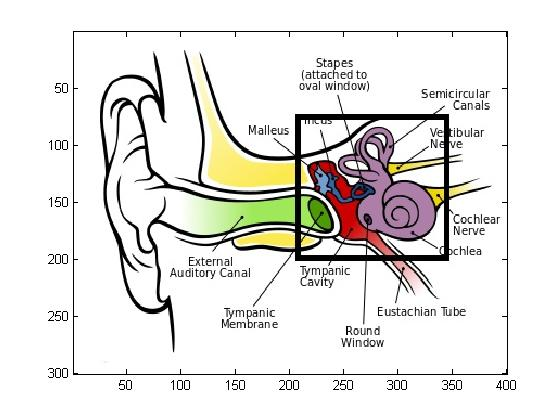 Stapes
(attached to
oval window)
Semicircular
Canals
Incus
Malleus
Vestibular
Nerve
Cochlear
Nerve
Cochlea
External
Auditory Canal
Tympanic
Cavity
Tympanic
Membrane
Eustachian Tube
Round
Window
50
100
150
200
250
300
50
100
150
200
250
300
350
400